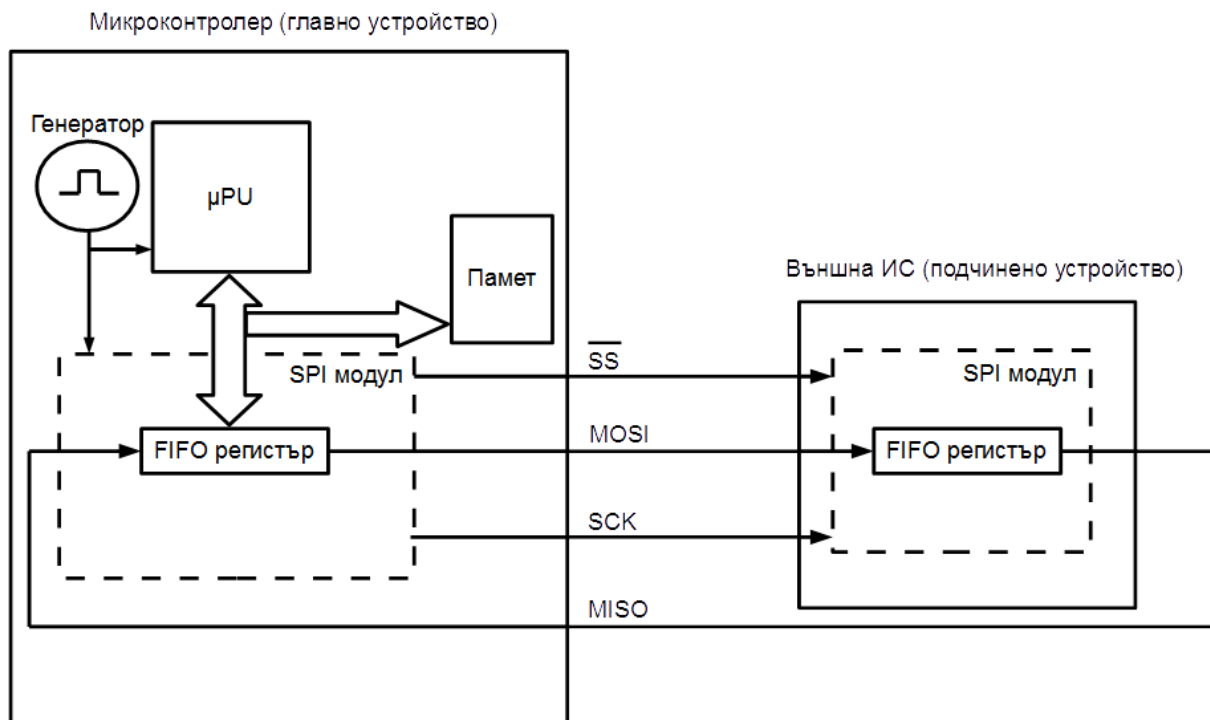 Микроконтролер (главно устройство)
Генератор
μPU
Памет
Външна ИС (подчинено устройство)
SS
SPI модул
SPI модул
MOSI
FIFO регистър
FIFO регистър
SCK
MISO